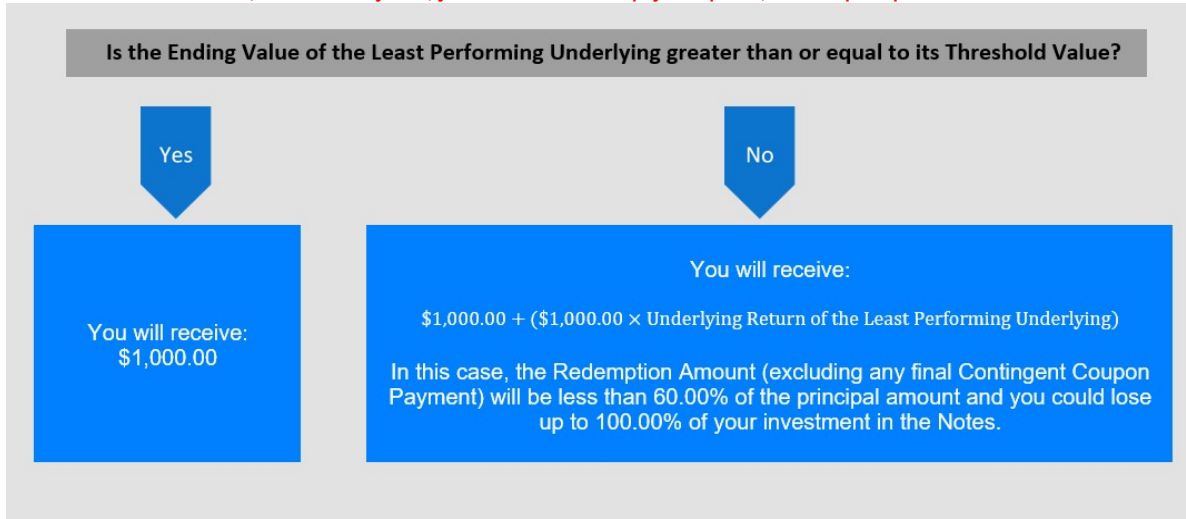 Is the Ending Value of the Least Performing Underlying greater than or equal to its Threshold Value?
Yes
No
You will receive:
$1,000.00
You will receive:
$1,000.00 + ($1,000.00 × Underlying Return of the Least Performing Underlying)
In this case, the Redemption Amount (excluding any final Contingent Coupon
Payment) will be less than 60.00% of the principal amount and you could lose
up to 100.00% of your investment in the Notes.